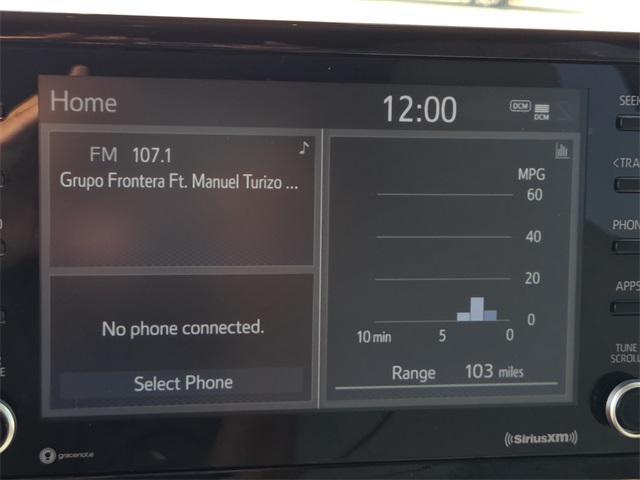 Home
12:00
DCM
DCM
FM 107.1
Grupo Frontera Ft. Manuel Turizo ...
No phone connected.
Select Phone
MPG
60
40
20
0
10 min 5 0
Range 103 miles
SEEK
<TRA
PHON
APPS
TUNE
SCROLL
gracenote
SiriusXM